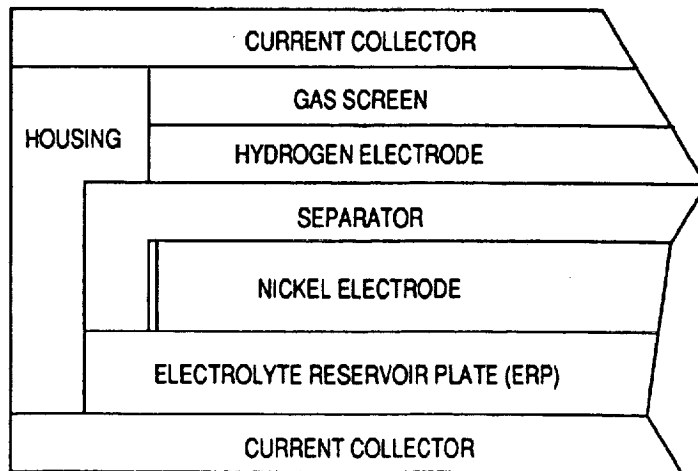 CURRENT COLLECTOR
GAS SCREEN
HOUSING
HYDROGEN ELECTRODE
SEPARATOR
NICKEL ELECTRODE
ELECTROLYTE RESERVOIR PLATE (ERP)
CURRENT COLLECTOR